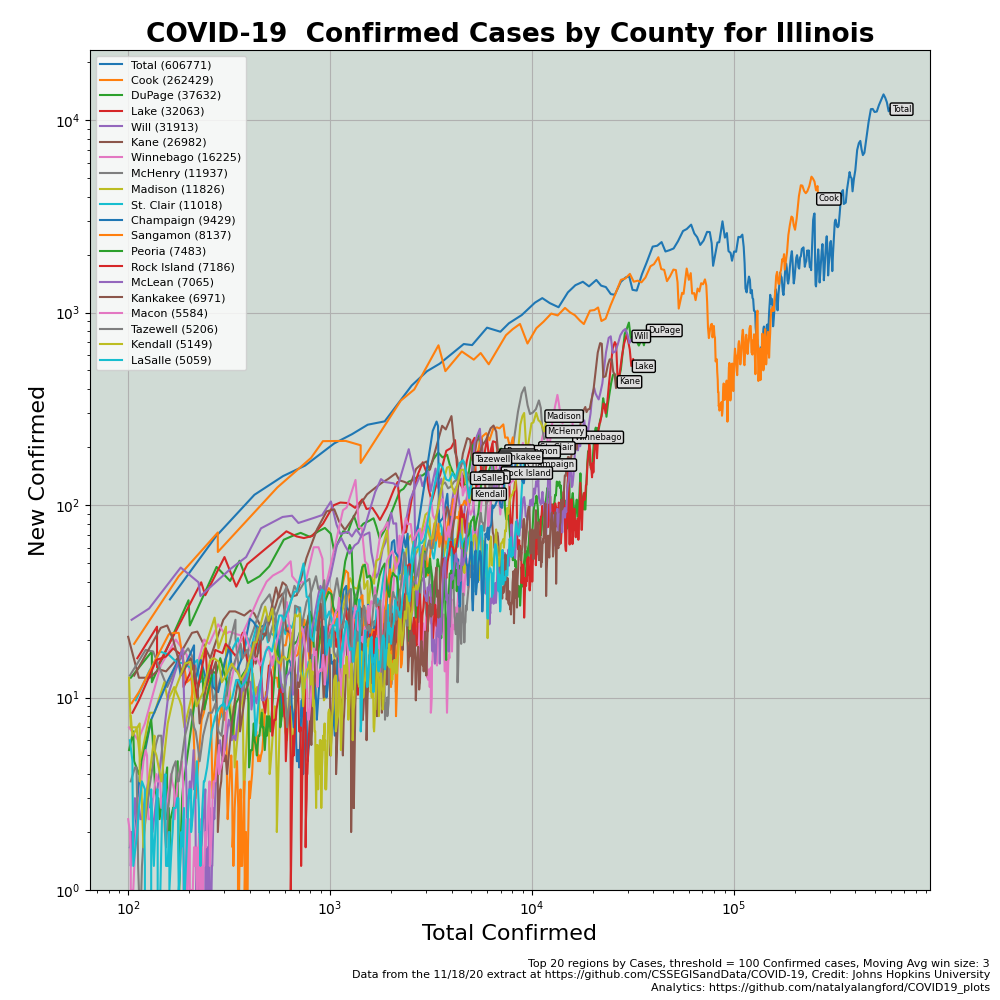 COVID-19  Confirmed Cases by County for Illinois
Total (606771)
Cook (262429)
DuPage (37632)
Lake (32063)
Will (31913)
Kane (26982)
Winnebago (16225)
McHenry (11937)
Madison (11826)
St. Clair (11018)
Champaign (9429)
Sangamon (8137)
Peoria (7483)
Rock Island (7186)
McLean (7065)
Kankakee (6971)
Macon (5584)
Tazewell (5206)
Kendall (5149)
LaSalle (5059)
Total
Cook
DuPage
Will
Lake
Kane
Madison
McHenry
Tazewell
LaSalle
Kendall
New Confirmed
10⁴
10³
10²
10¹
10⁰
10²
10³
10⁴
10⁵
Total Confirmed
Top 20 regions by Cases, threshold = 100 Confirmed cases, Moving Avg win size: 3
Data from the 11/18/20 extract at https://github.com/CSSEGISandData/COVID-19, Credit: Johns Hopkins University
Analytics: https://github.com/natalyalangford/COVID19_plots